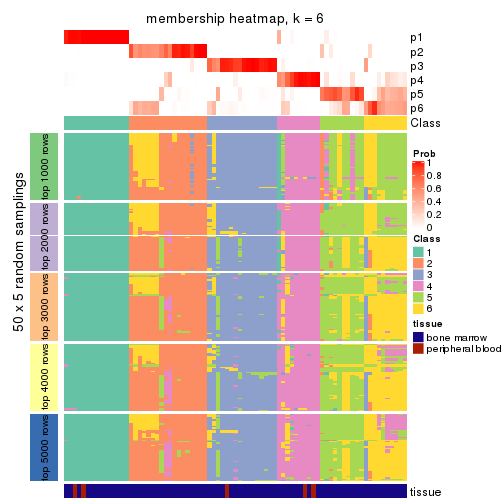 membership heatmap, k = 6
p1
p2
p3
p4
p5
p6
Class
50 x 5 random samplings
top 1000 rows
top 2000 rows
top 3000 rows
top 4000 rows
top 5000 rows
Prob
1
0.8
0.6
0.4
0.2
0
Class
1
2
3
4
5
6
tissue
bone marrow
peripheral blood
tissue